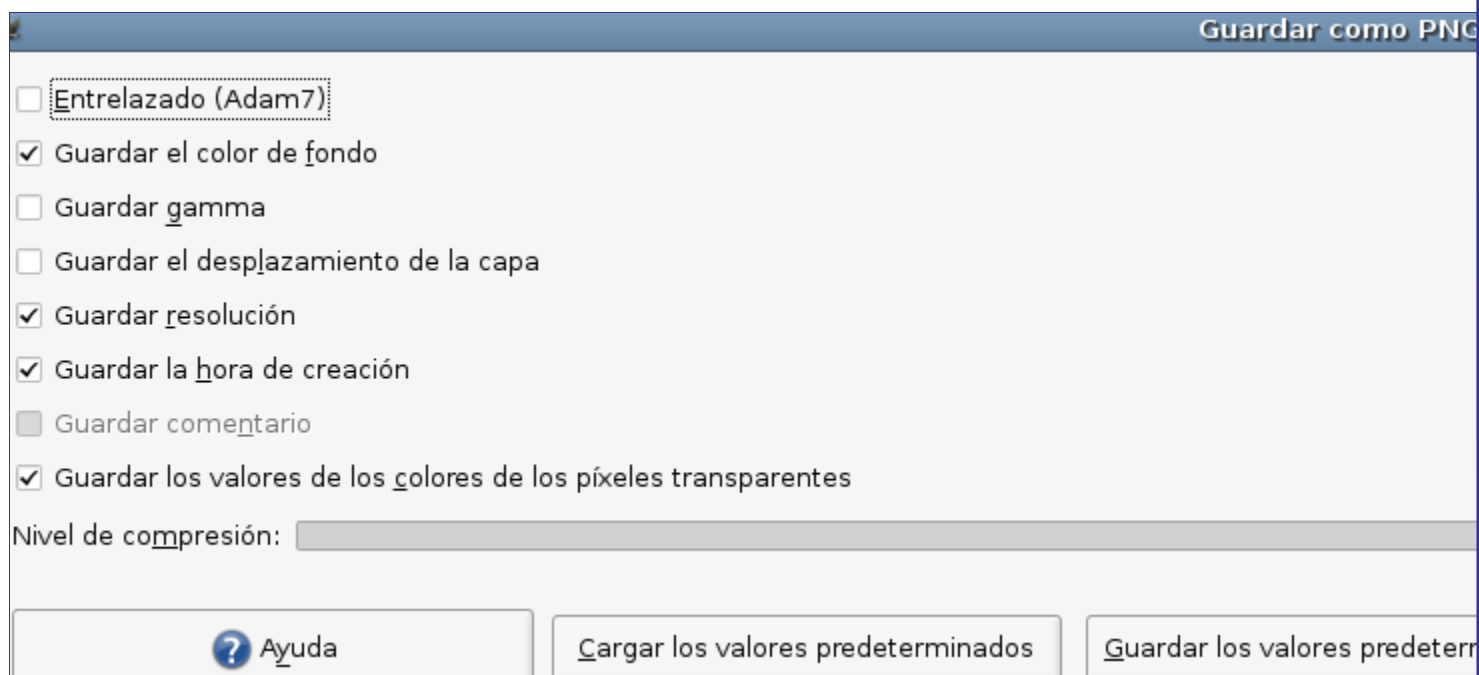 Guardar como PNG
Entrelazado (Adam7)
Guardar el color de fondo
Guardar gamma
Guardar el desplazamiento de la capa
Guardar resolución
Guardar la hora de creación
Guardar comentario
Guardar los valores de los colores de los píxeles transparentes
Nivel de compresión:
Ayuda
Cargar los valores predeterminados
Guardar los valores